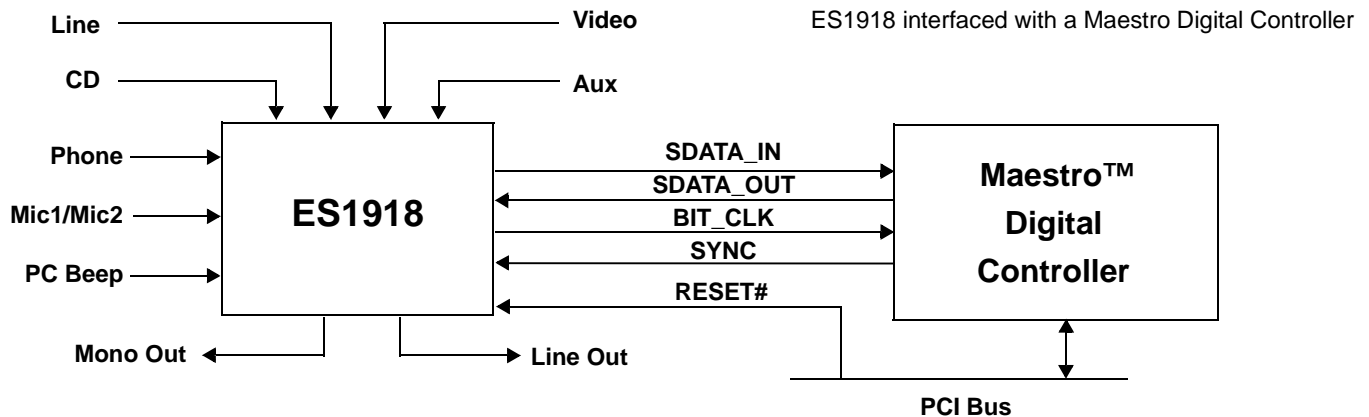 ES1918 interfaced with a Maestro Digital Controller
Line
Video
CD
Aux
Phone
Mic1/Mic2
PC Beep
ES1918
SDATA_IN
SDATA_OUT
BIT_CLK
SYNC
RESET#
Maestro™
Digital
Controller
Mono Out
Line Out
PCI Bus